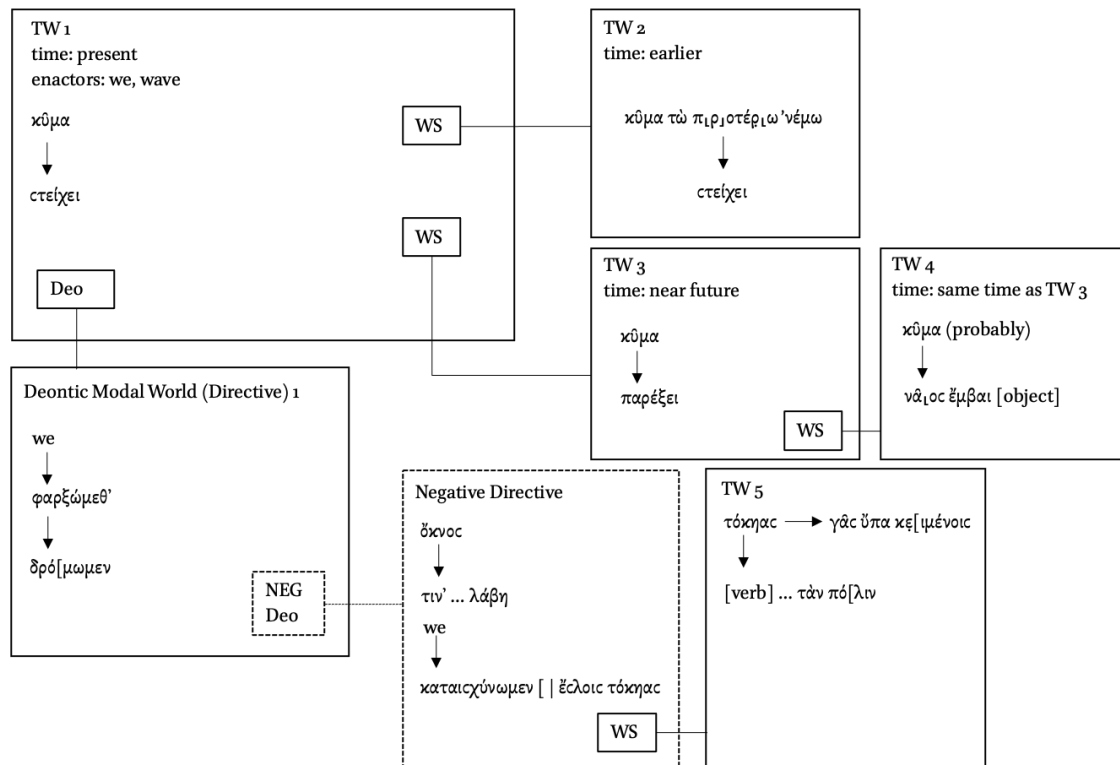 TW 1
time: present
enactors: we, wave
κῦμα
ϲτείχει
WS
WS
Deo
TW 2
time: earlier
κῦμα τὼ π⸤ρ⸥οτέρ⸤ω ’νέμω
ϲτείχει
TW 3
time: near future
κῦμα
παρέξει
WS
TW 4
time: same time as TW 3
κῦμα (probably)
νᾶ⸤οϲ ἔμβαι [object]
Deontic Modal World (Directive) 1
we
φαρξώμεθ’
δρό[μωμεν
NEG
Deo
Negative Directive
ὄκνοϲ
τιν’ ... λάβη
we
καταιϲχύνωμεν [ | ἔϲλοιϲ τόκηαϲ
WS
TW 5
τόκηαϲ
γᾶϲ ὔπα κε̣[ιμένοιϲ
[verb] ... τὰν πό[λιν